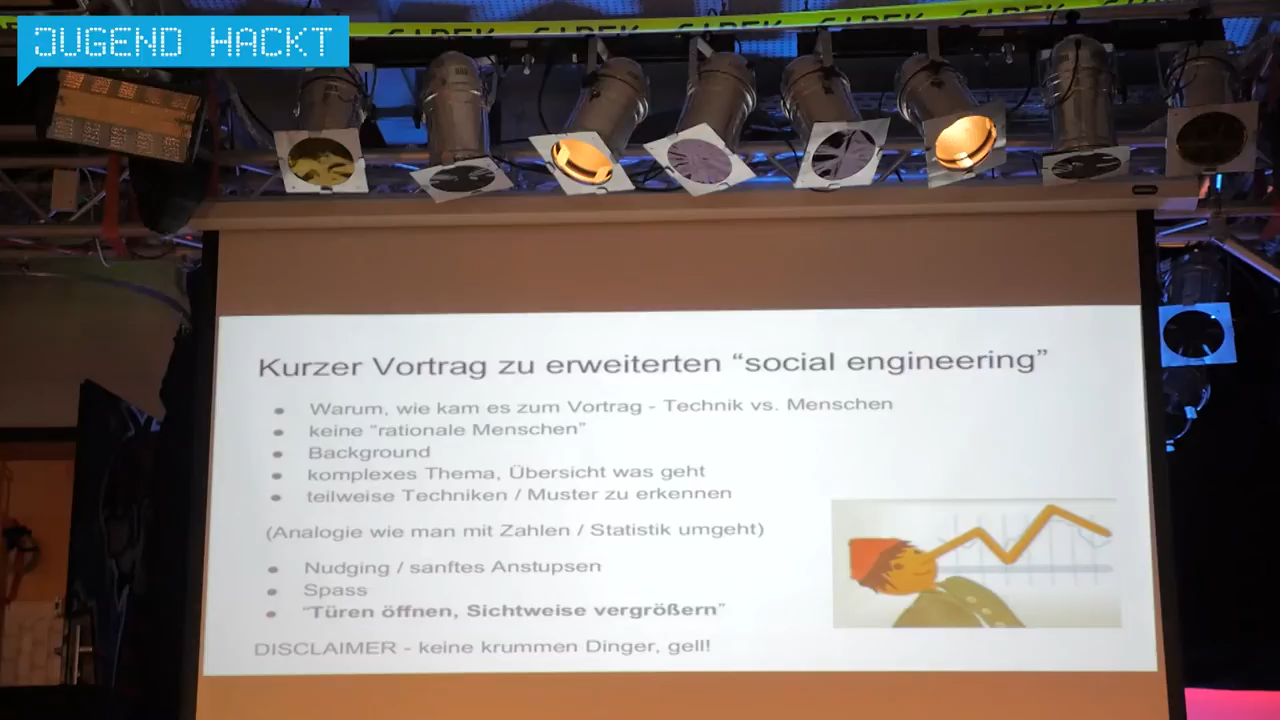 JUGEND HACKT
Kurzer Vortrag zu erweiterten “social engineering”
● Warum, wie kam es zum Vortrag - Technik vs. Menschen
● keine “rationale Menschen”
● Background
● komplexes Thema, Übersicht was geht
● teilweise Techniken / Muster zu erkennen
(Analogie wie man mit Zahlen / Statistik umgeht)
● Nudging / sanftes Anstupsen
● Spass
● “Türen öffnen, Sichtweise vergrößern”
DISCLAIMER - keine krummen Dinger, gell!